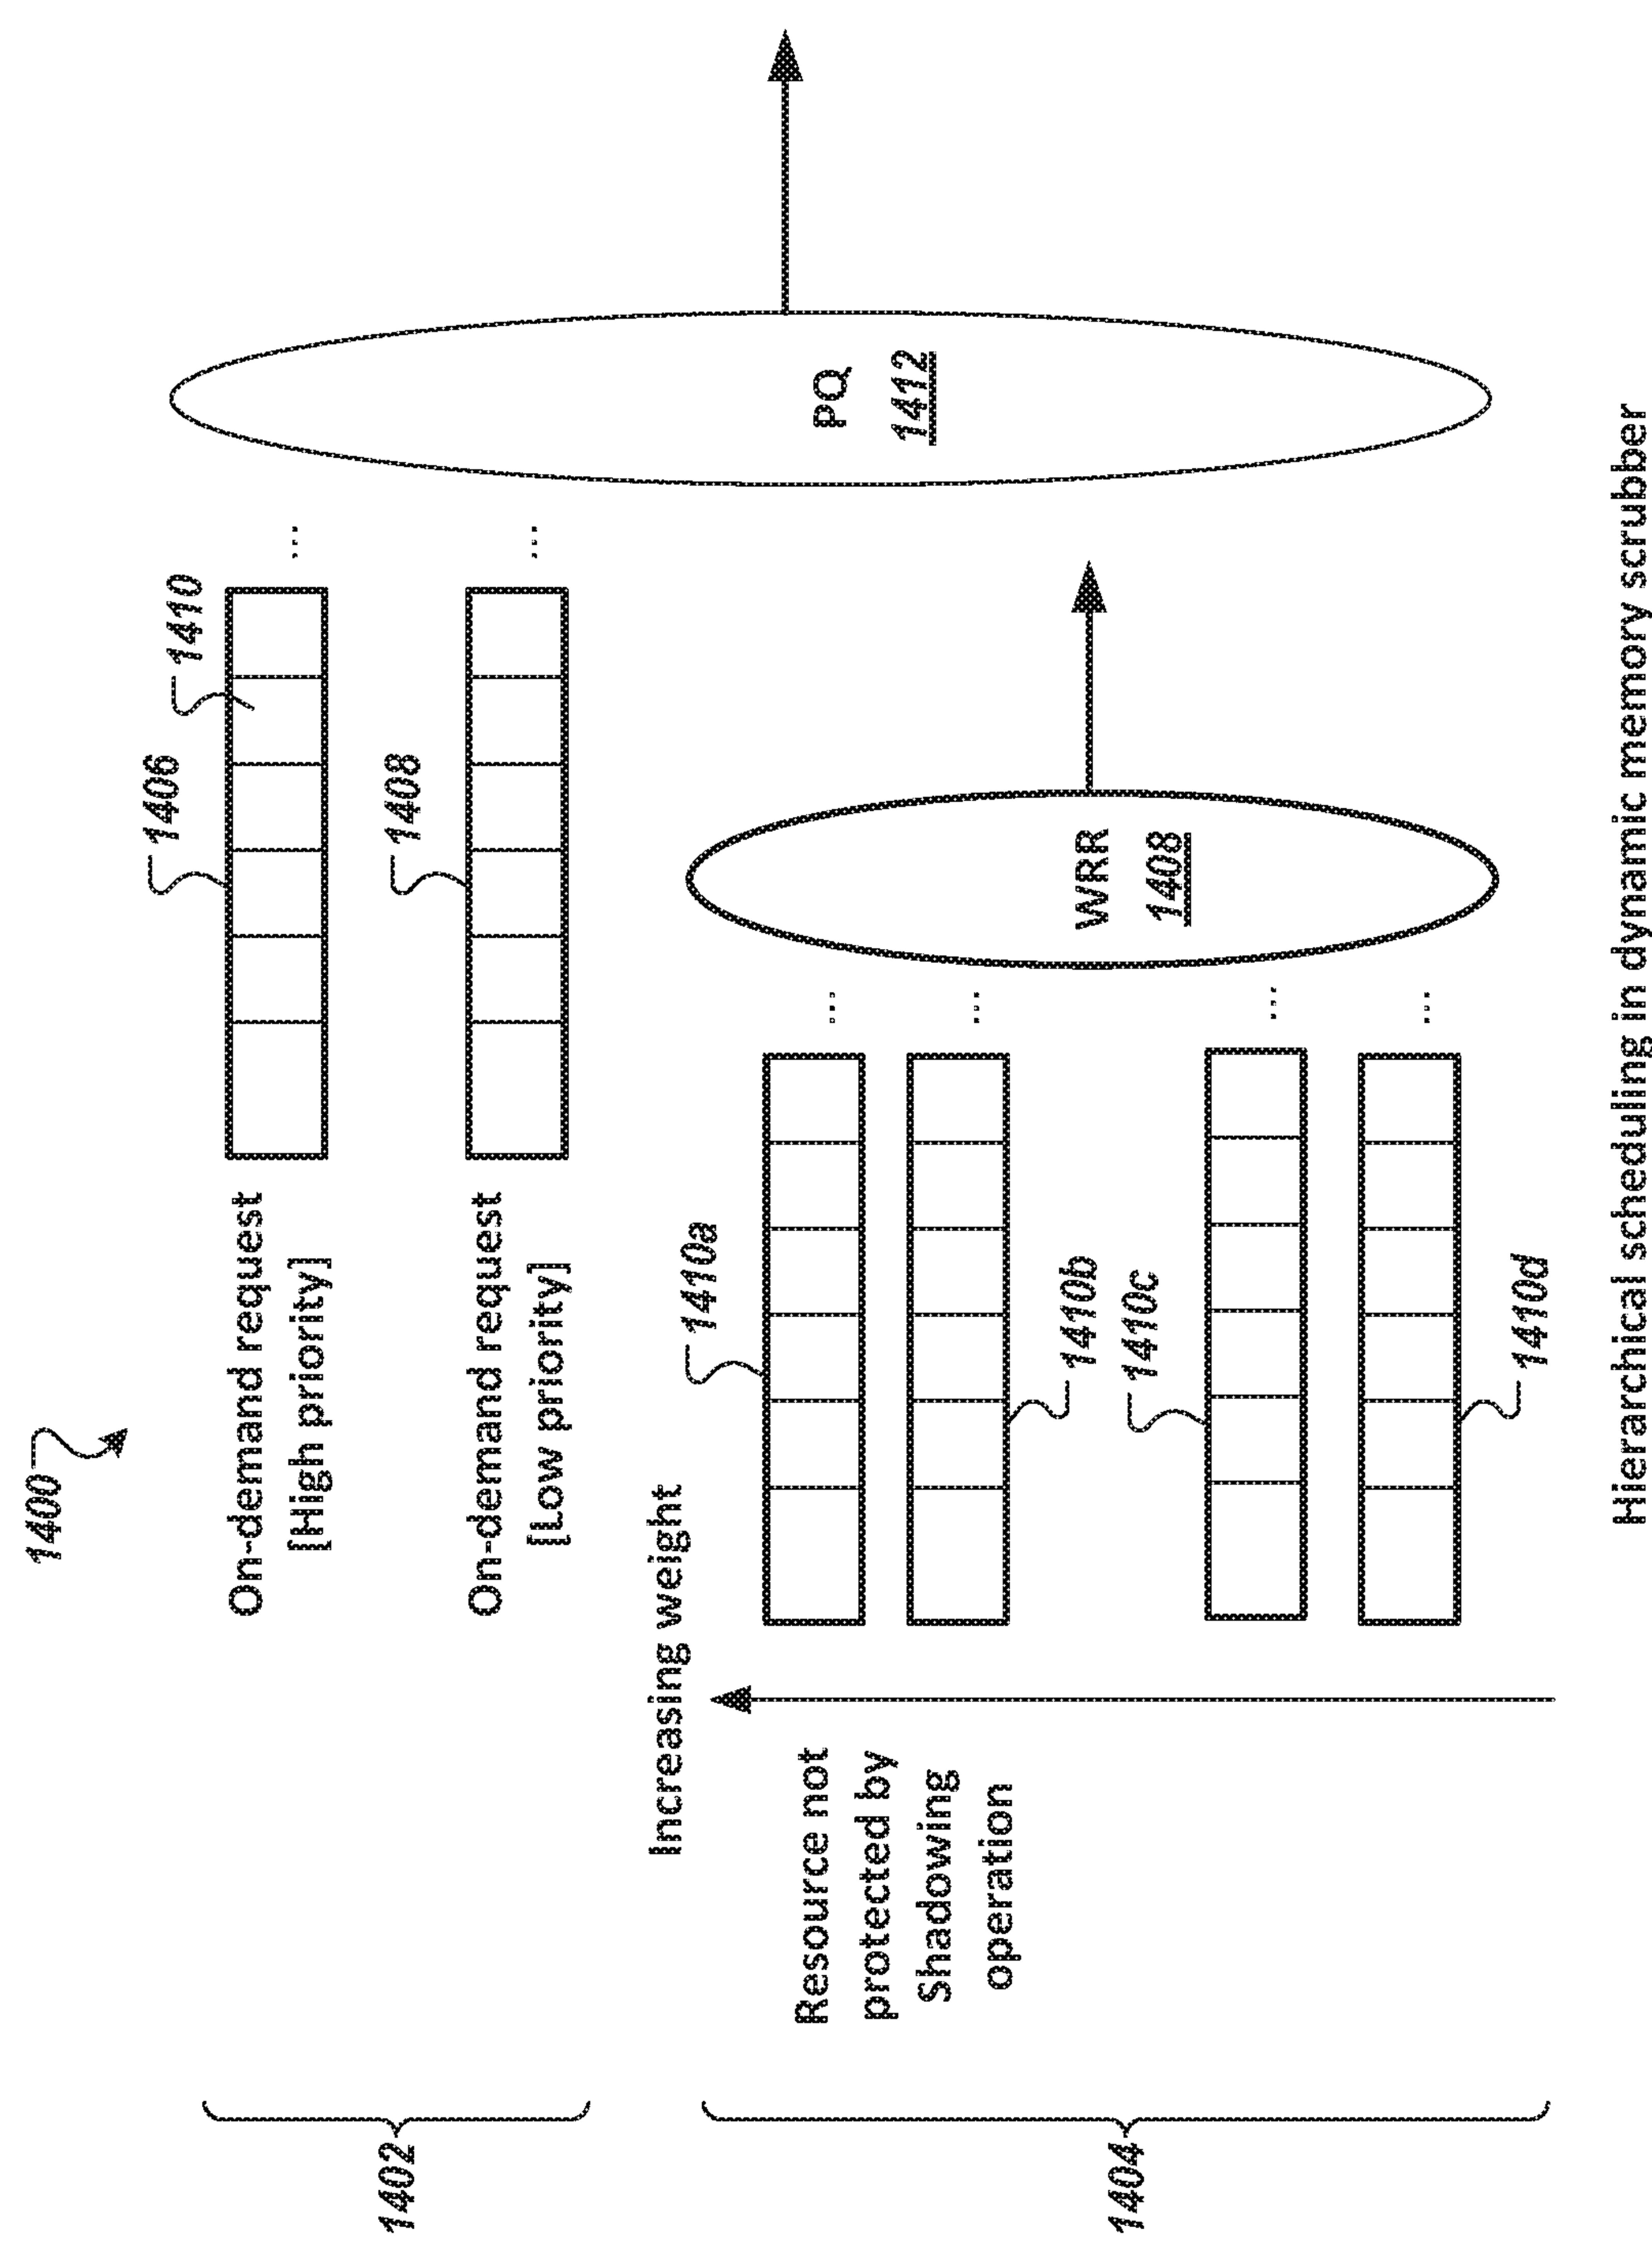 1400
1402
On-demand request
[High priority]
1406
1410
...
On-demand request
[Low priority]
1408
...
PQ
1412
1404
Increasing weight
Resource not
protected by
Shadowing
operation
1410a
...
1410b
...
1410c
...
1410d
...
WRR
1408
Hierarchical scheduling in dynamic memory scrubber